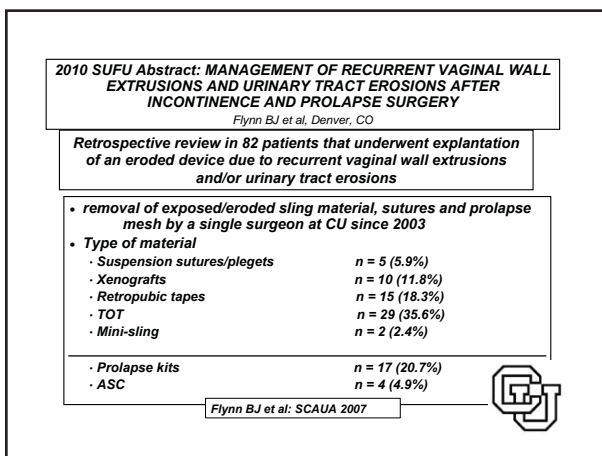 2010 SUFU Abstract: MANAGEMENT OF RECURRENT VAGINAL WALL
EXTRUSIONS AND URINARY TRACT EROSIONS AFTER
INCONTINENCE AND PROLAPSE SURGERY
Flynn BJ et al, Denver, CO
Retrospective review in 82 patients that underwent explantation
of an eroded device due to recurrent vaginal wall extrusions
and/or urinary tract erosions
• removal of exposed/eroded sling material, sutures and prolapse
mesh by a single surgeon at CU since 2003
• Type of material
· Suspension sutures/plegets n = 5 (5.9%)
· Xenografts n = 10 (11.8%)
· Retropubic tapes n = 15 (18.3%)
· TOT n = 29 (35.6%)
· Mini-sling n = 2 (2.4%)
· Prolapse kits n = 17 (20.7%)
· ASC n = 4 (4.9%)
Flynn BJ et al: SCAUA 2007
CU